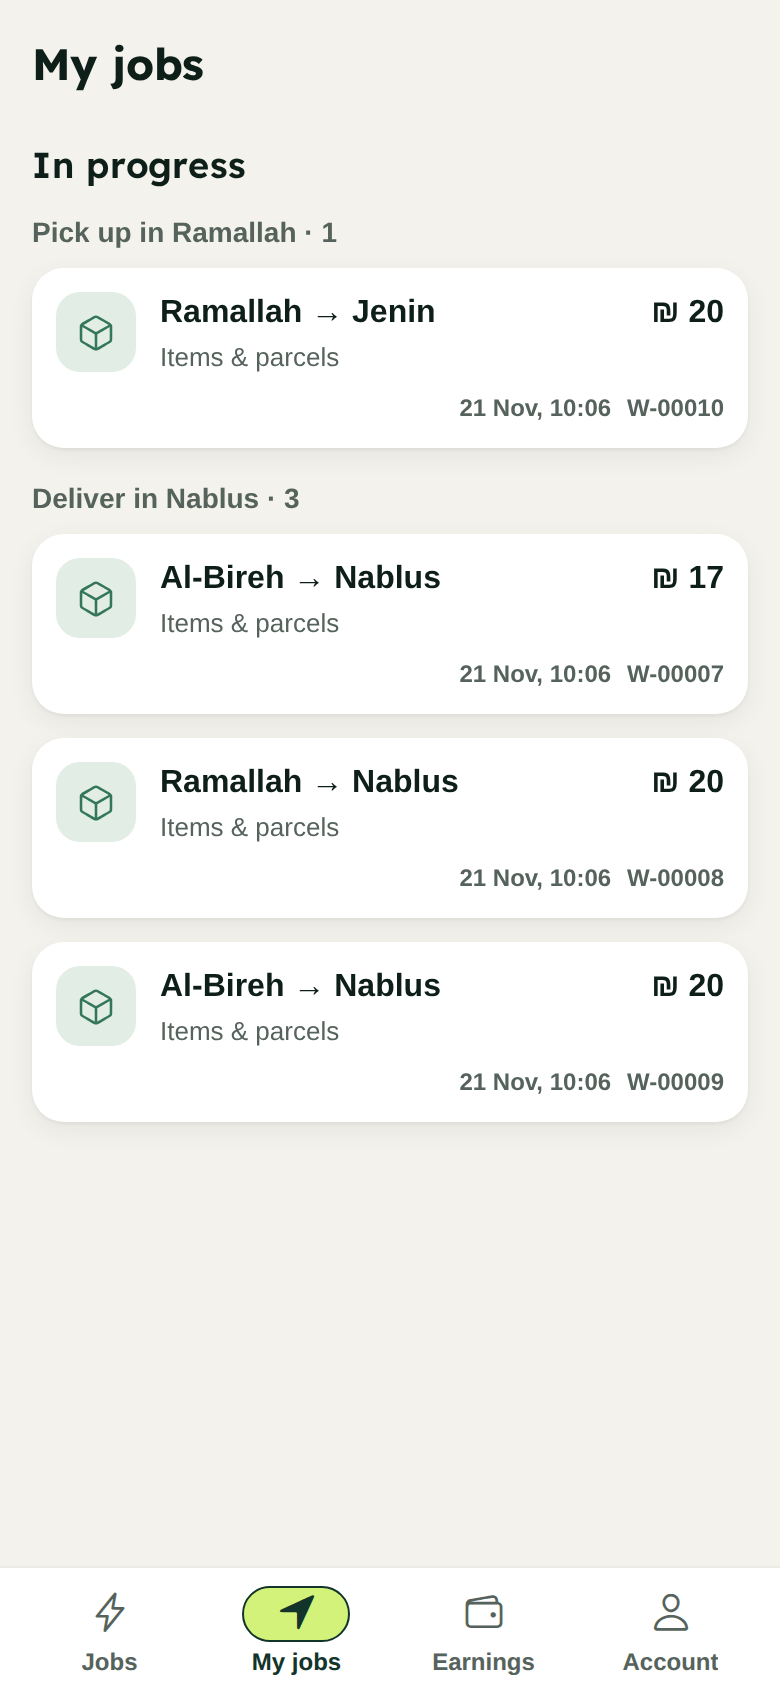 My jobs
In progress
Pick up in Ramallah · 1
Ramallah → Jenin ₪ 20
Items & parcels
21 Nov, 10:06 W-00010
Deliver in Nablus · 3
Al-Bireh → Nablus ₪ 17
Items & parcels
21 Nov, 10:06 W-00007
Ramallah → Nablus ₪ 20
Items & parcels
21 Nov, 10:06 W-00008
Al-Bireh → Nablus ₪ 20
Items & parcels
21 Nov, 10:06 W-00009
Jobs My jobs Earnings Account